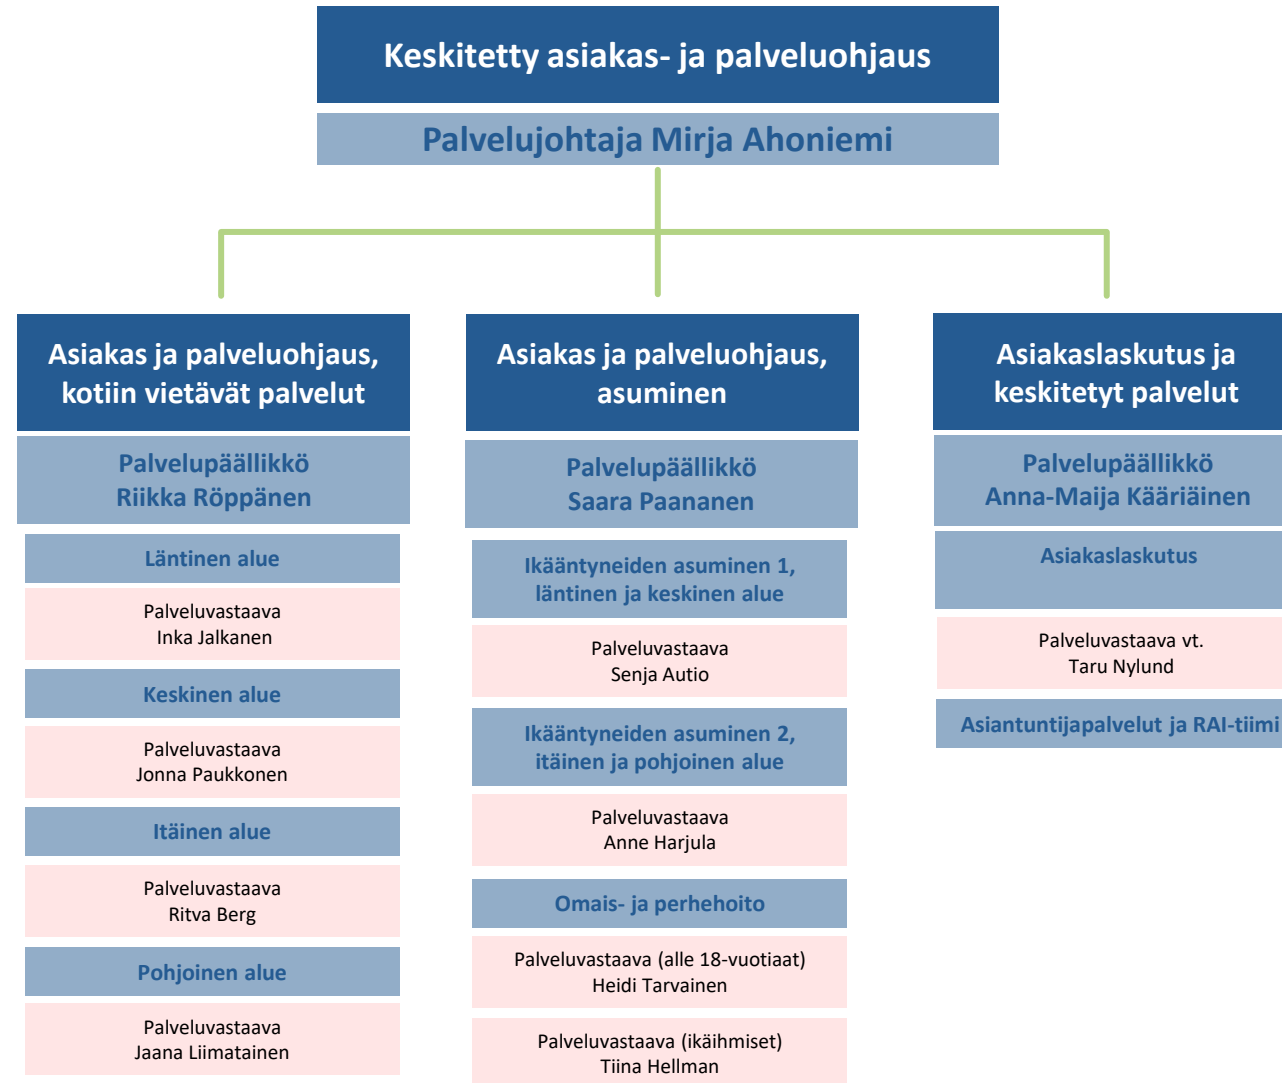 Keskitetty asiakas- ja palveluohjaus
Palvelujohtaja Mirja Ahoniemi
Asiakas ja palveluohjaus,
kotiin vietävät palvelut
Palvelupäällikkö
Riikka Röppänen
Läntinen alue
Palveluvastaava
Inka Jalkanen
Keskinen alue
Palveluvastaava
Jonna Paukkonen
Itäinen alue
Palveluvastaava
Ritva Berg
Pohjoinen alue
Palveluvastaava
Jaana Liimatainen
Asiakas ja palveluohjaus,
asuminen
Palvelupäällikkö
Saara Paananen
Ikääntyneiden asuminen 1,
läntinen ja keskinen alue
Palveluvastaava
Senja Autio
Ikääntyneiden asuminen 2,
itäinen ja pohjoinen alue
Palveluvastaava
Anne Harjula
Omais- ja perhehoito
Palveluvastaava (alle 18-vuotiaat)
Heidi Tarvainen
Palveluvastaava (ikäihmiset)
Tiina Hellman
Asiakaslaskutus ja
keskitetyt palvelut
Palvelupäällikkö
Anna-Maija Kääriäinen
Asiakaslaskutus
Palveluvastaava vt.
Taru Nylund
Asiantuntijapalvelut ja RAI-tiimi